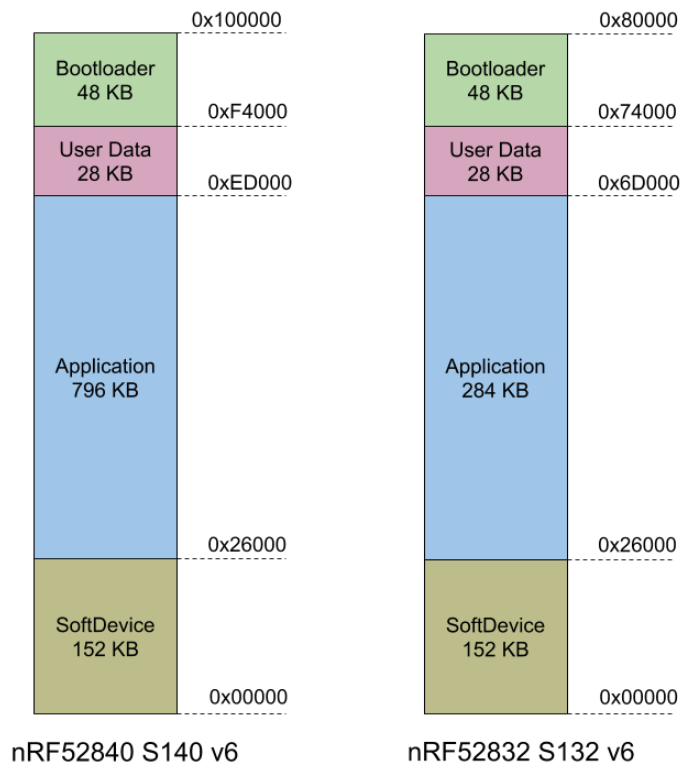 0x100000
Bootloader
48 KB
0xF4000
User Data
28 KB
0xED000
Application
796 KB
0x26000
SoftDevice
152 KB
0x00000
nRF52840 S140 v6
0x80000
Bootloader
48 KB
0x74000
User Data
28 KB
0x6D000
Application
284 KB
0x26000
SoftDevice
152 KB
0x00000
nRF52832 S132 v6